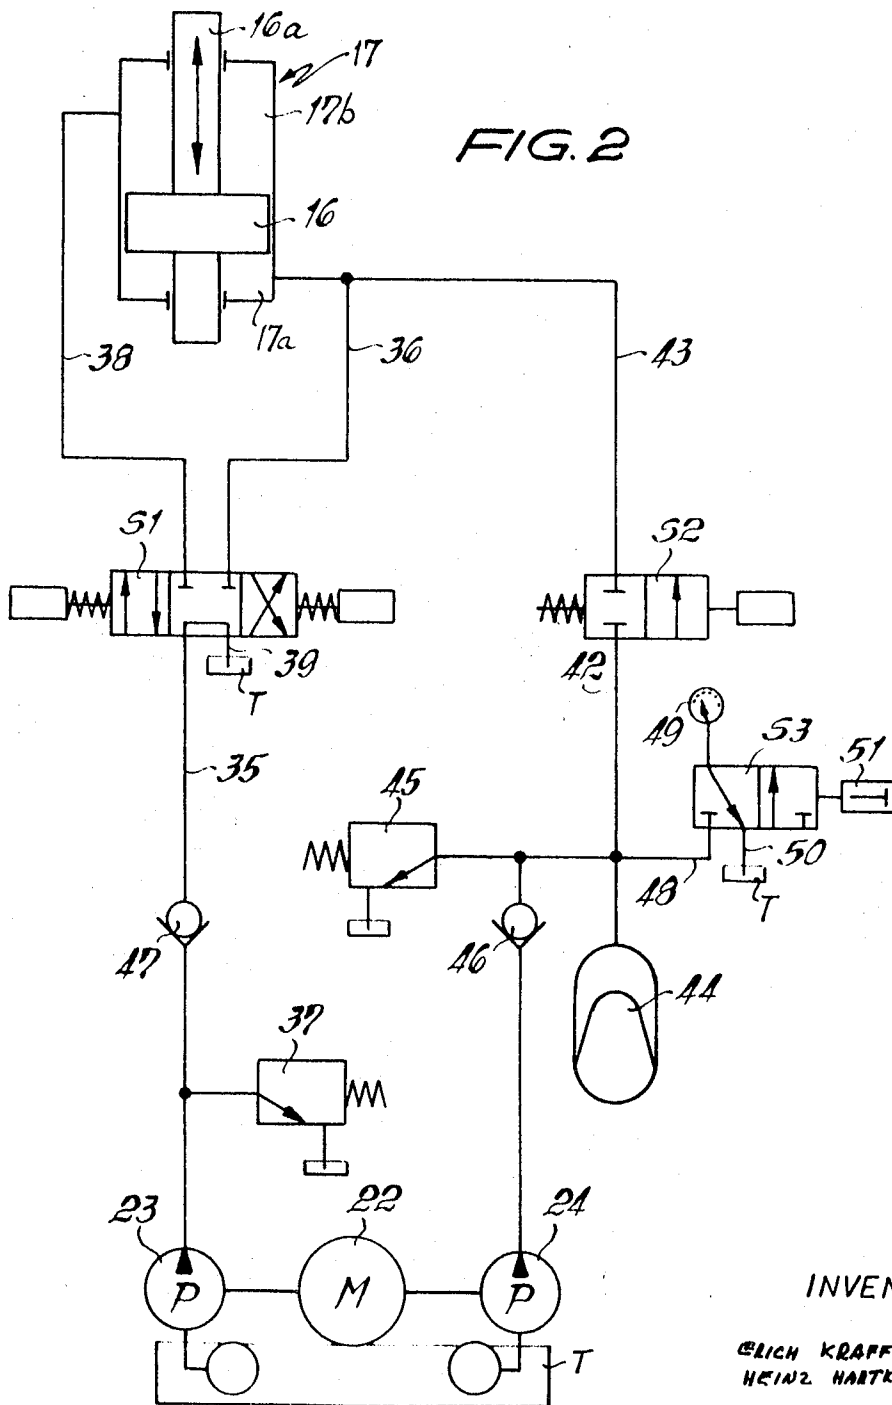 16a
17
17b
FIG. 2
16
17a
38
36
43
S1
S2
39
T
42
49
S3
51
35
45
50
48
T
47
46
44
37
23
22
24
P
M
P
T
INVEN
ERICH KRAFF
HEINZ HARTK